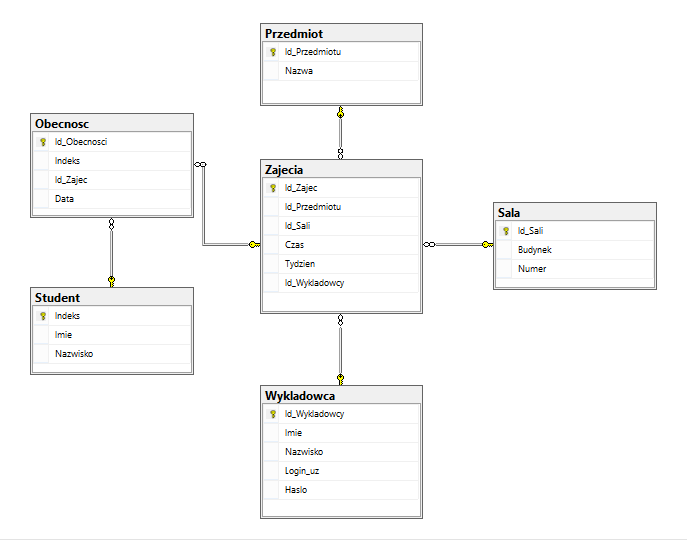 Przedmiot
Id_Przedmiotu
Nazwa
Obecnosc
Id_Obecnosci
Indeks
Id_Zajec
Data
Zajecia
Id_Zajec
Id_Przedmiotu
Id_Sali
Czas
Tydzien
Id_Wykladowcy
Sala
Id_Sali
Budynek
Numer
Student
Indeks
Imie
Nazwisko
Wykladowca
Id_Wykladowcy
Imie
Nazwisko
Login_uz
Haslo